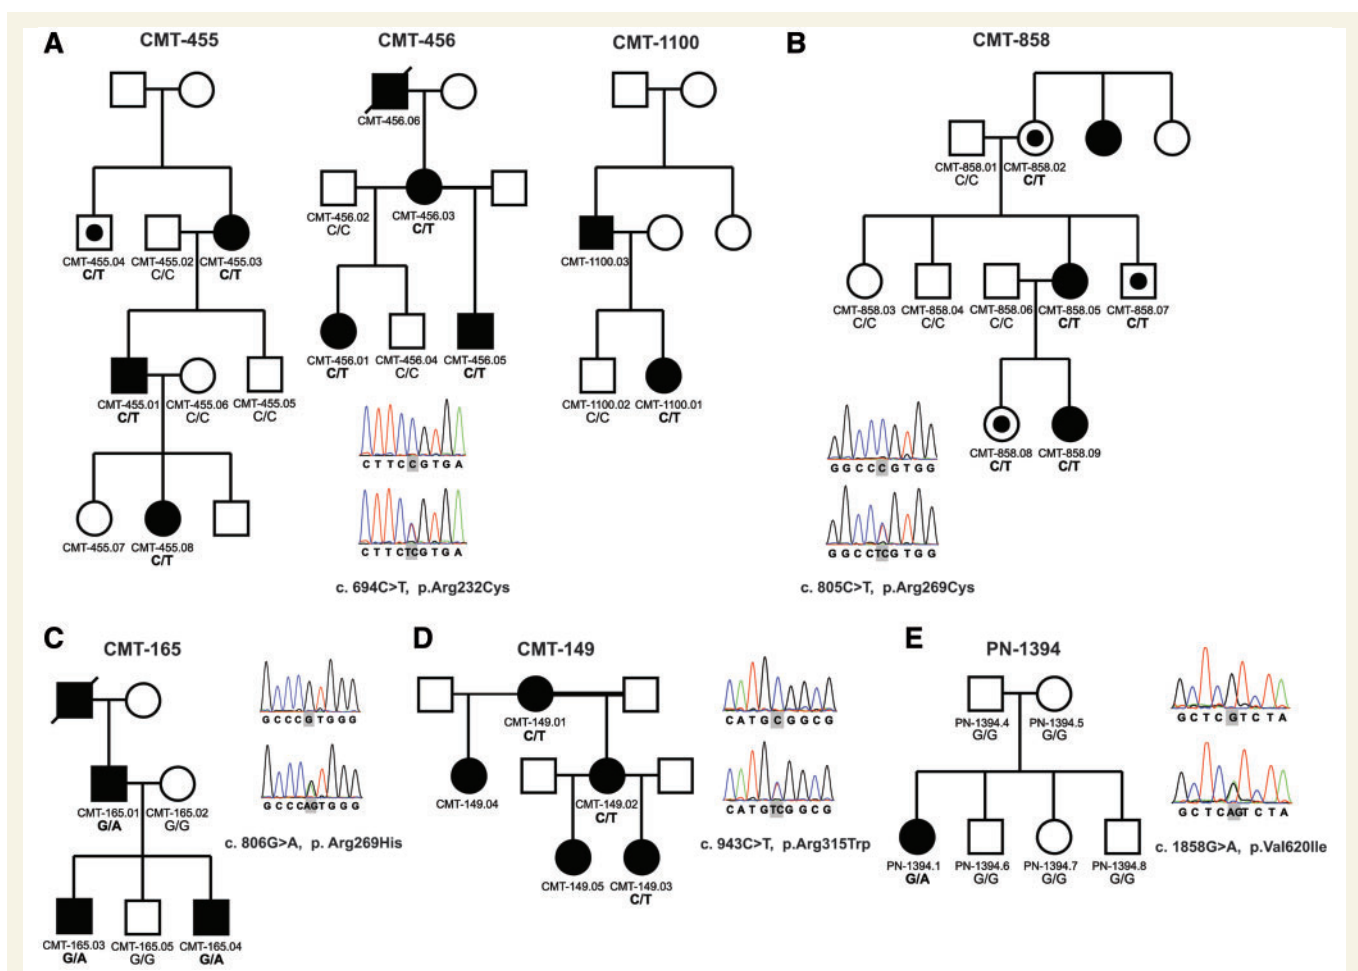 A
CMT-455
CMT-456
CMT-1100
B
CMT-858
CMT-456.06
CMT-858.01
C/C
CMT-858.02
C/T
CMT-456.02
C/C
CMT-456.03
C/T
CMT-455.04
C/T
CMT-455.02
C/C
CMT-455.03
C/T
CMT-1100.03
CMT-858.03
C/C
CMT-858.04
C/C
CMT-858.06
C/C
CMT-858.05
C/T
CMT-858.07
C/T
CMT-456.01
C/T
CMT-456.04
C/C
CMT-456.05
C/T
CMT-455.01
C/T
CMT-455.06
C/C
CMT-455.05
C/C
CMT-1100.02
C/C
CMT-1100.01
C/T
CMT-858.08
C/T
CMT-858.09
C/T
C T T C C G T G A
G G C C C G T G G
CMT-455.07
CMT-455.08
C/T
C T T C TC G T G A
G G C C TC G T G G
c. 694C>T, p.Arg232Cys
c. 805C>T, p.Arg269Cys
C
CMT-165
D
CMT-149
E
PN-1394
G C C C G T G G G
C A T G C G G C G
G C T C G T C T A
CMT-149.01
C/T
PN-1394.4
G/G
PN-1394.5
G/G
CMT-165.01
G/A
CMT-165.02
G/G
G C C C AG T G G G
CMT-149.04
CMT-149.02
C/T
C A T G TC G G C G
G C T C AG T C T A
c. 806G>A, p. Arg269His
c. 943C>T, p.Arg315Trp
c. 1858G>A, p.Val620Ile
PN-1394.1
G/A
PN-1394.6
G/G
PN-1394.7
G/G
PN-1394.8
G/G
CMT-149.05
CMT-149.03
C/T
CMT-165.03
G/A
CMT-165.05
G/G
CMT-165.04
G/A